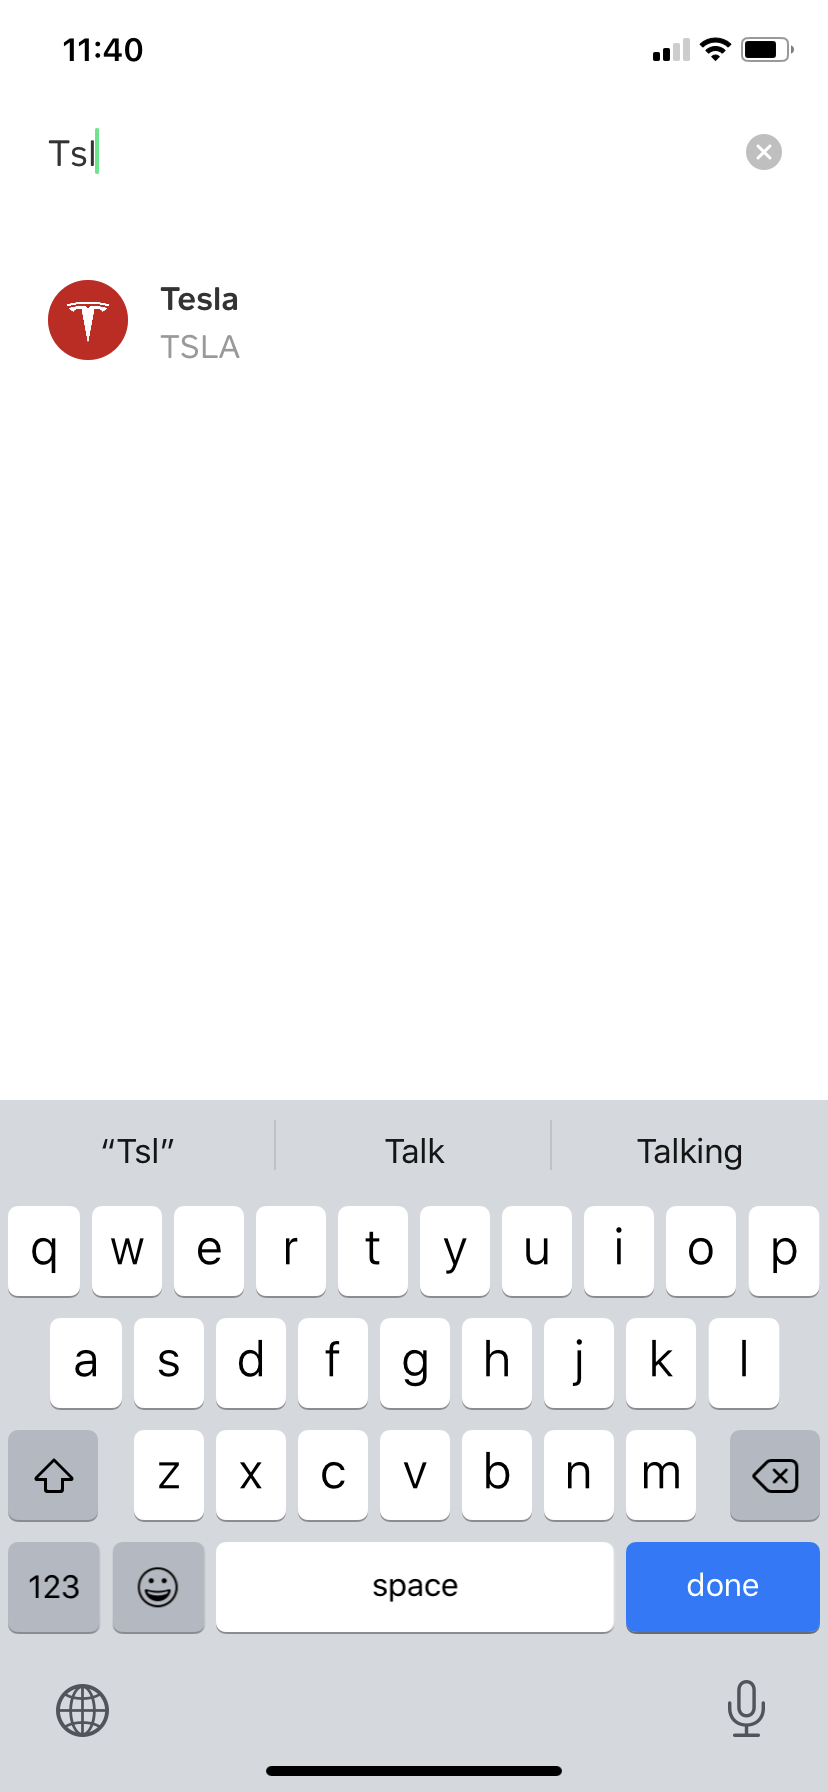 11:40
Tsl
Tesla
TSLA
“Tsl” Talk Talking
q w e r t y u i o p
a s d f g h j k l
z x c v b n m
123 space done